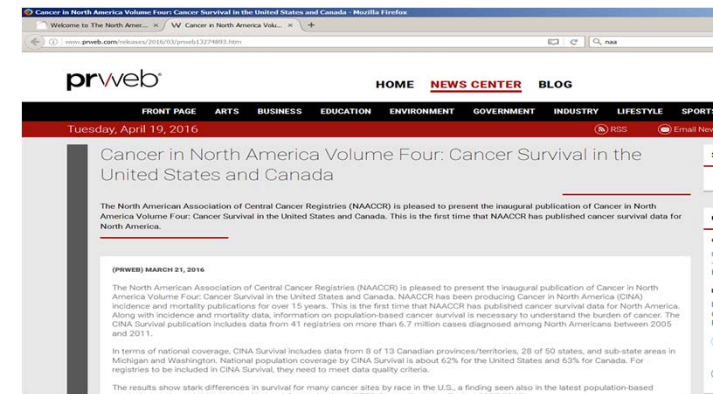 Cancer in North America Volume Four: Cancer Survival in the United States and Canada - Mozilla Firefox
Welcome to The North Amer... × W Cancer in North America Volu... × +
www.prweb.com/releases/2016/03/prweb13274893.htm naa
prweb HOME NEWS CENTER BLOG
FRONT PAGE ARTS BUSINESS EDUCATION ENVIRONMENT GOVERNMENT INDUSTRY LIFESTYLE SPORTS
Tuesday, April 19, 2016 RSS Email New
Cancer in North America Volume Four: Cancer Survival in the
United States and Canada
The North American Association of Central Cancer Registries (NAACCR) is pleased to present the inaugural publication of Cancer in North
America Volume Four: Cancer Survival in the United States and Canada. This is the first time that NAACCR has published cancer survival data for
North America.
(PRWEB) MARCH 21, 2016
The North American Association of Central Cancer Registries (NAACCR) is pleased to present the inaugural publication of Cancer in North
America Volume Four: Cancer Survival in the United States and Canada. NAACCR has been producing Cancer in North America (CINA)
incidence and mortality publications for over 15 years. This is the first time that NAACCR has published cancer survival data for North America.
Along with incidence and mortality data, information on population-based cancer survival is necessary to understand the burden of cancer. The
CINA Survival publication includes data from 41 registries on more than 6.7 million cases diagnosed among North Americans between 2005
and 2011.
In terms of national coverage, CINA Survival includes data from 8 of 13 Canadian provinces/territories, 28 of 50 states, and sub-state areas in
Michigan and Washington. National population coverage by CINA Survival is about 62% for the United States and 63% for Canada. For
registries to be included in CINA Survival, they need to meet data quality criteria.
The results show stark differences in survival for many cancer sites by race in the U.S., a finding seen also in the latest population-based